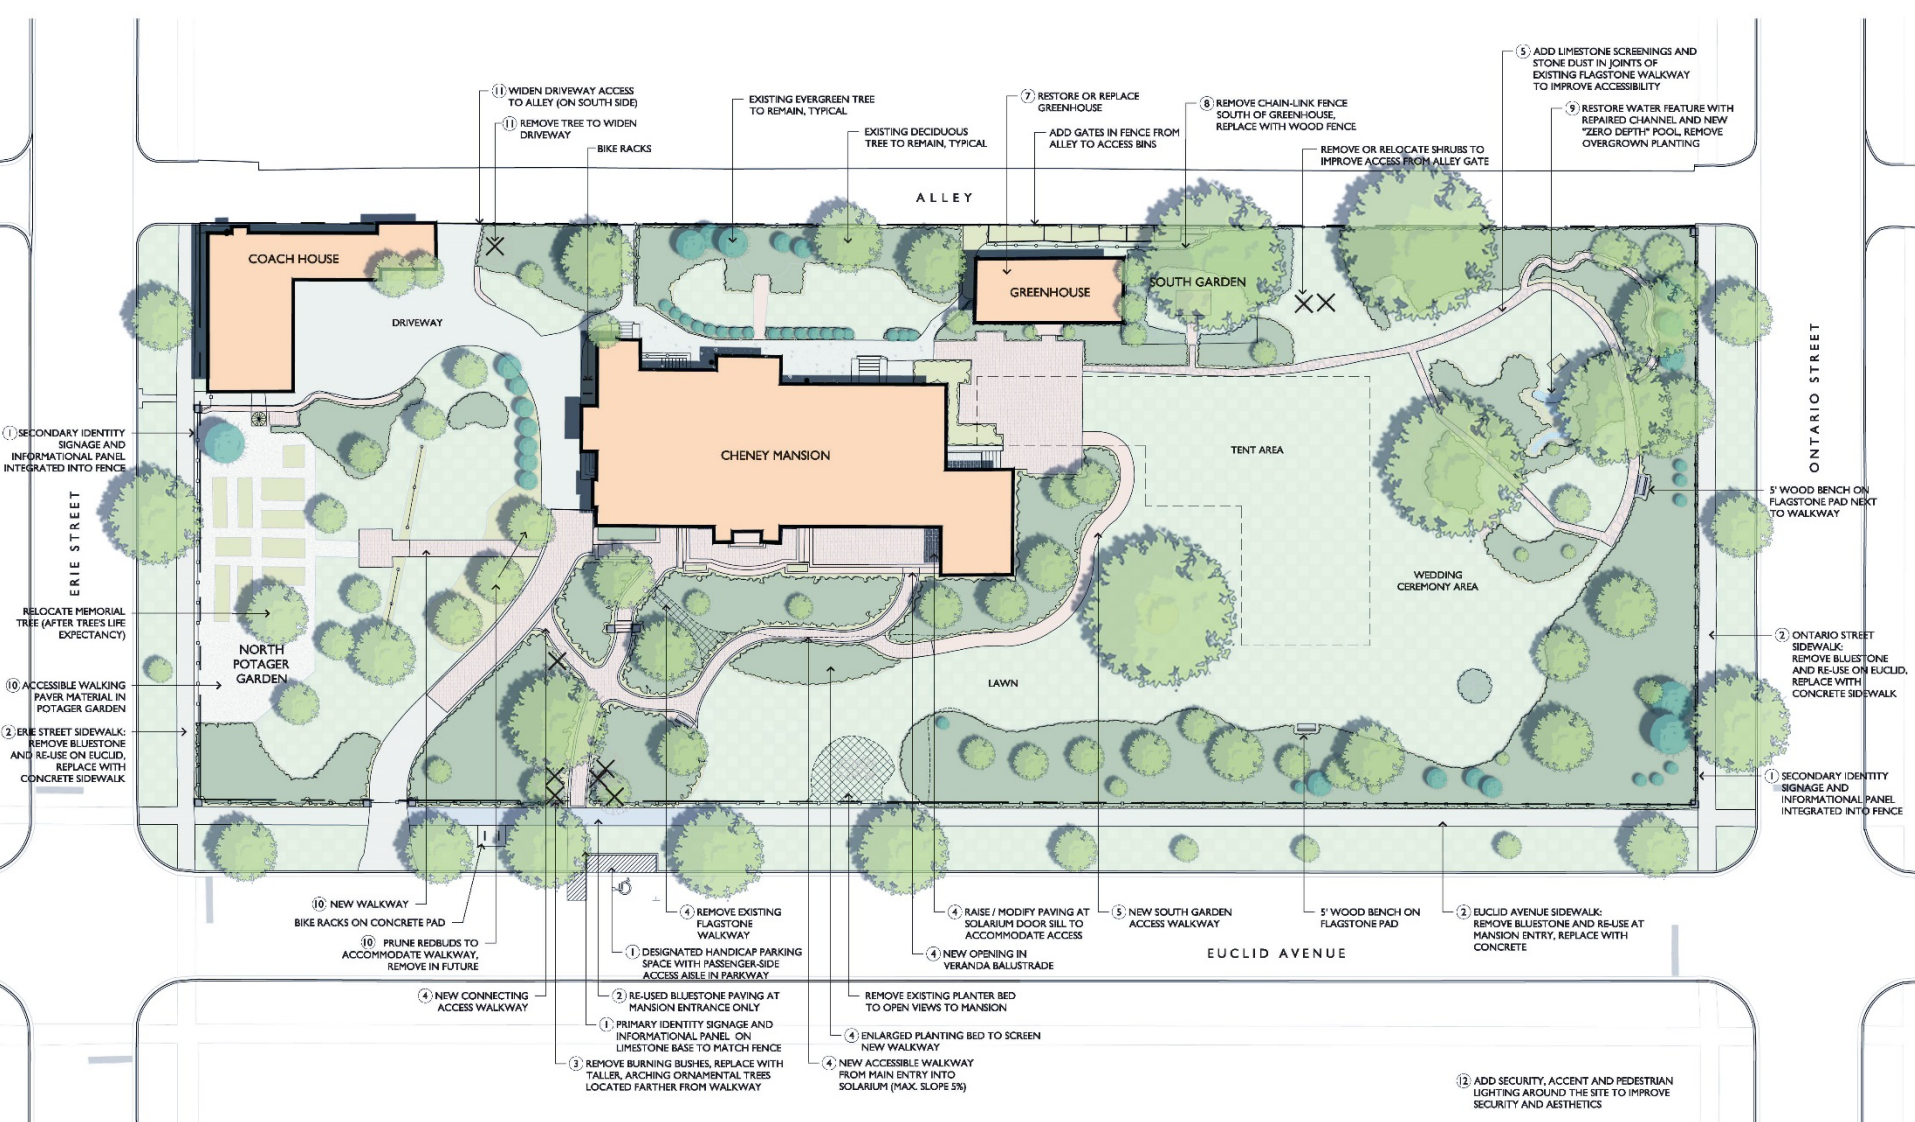 5 ADD LIMESTONE SCREENINGS AND
STONE DUST IN JOINTS OF
EXISTING FLAGSTONE WALKWAY
TO IMPROVE ACCESSIBILITY
11 WIDEN DRIVEWAY ACCESS
TO ALLEY (ON SOUTH SIDE)
11 REMOVE TREE TO WIDEN
DRIVEWAY
BIKE RACKS
EXISTING EVERGREEN TREE
TO REMAIN, TYPICAL
EXISTING DECIDUOUS
TREE TO REMAIN, TYPICAL
7 RESTORE OR REPLACE
GREENHOUSE
ADD GATES IN FENCE FROM
ALLEY TO ACCESS BINS
8 REMOVE CHAIN-LINK FENCE
SOUTH OF GREENHOUSE,
REPLACE WITH WOOD FENCE
REMOVE OR RELOCATE SHRUBS TO
IMPROVE ACCESS FROM ALLEY GATE
9 RESTORE WATER FEATURE WITH
REPAIRED CHANNEL AND NEW
"ZERO DEPTH" POOL, REMOVE
OVERGROWN PLANTING
ALLEY
COACH HOUSE
DRIVEWAY
GREENHOUSE
SOUTH GARDEN
CHENEY MANSION
TENT AREA
WEDDING
CEREMONY AREA
LAWN
NORTH
POTAGER
GARDEN
ERIE STREET
ONTARIO STREET
1 SECONDARY IDENTITY
SIGNAGE AND
INFORMATIONAL PANEL
INTEGRATED INTO FENCE
RELOCATE MEMORIAL
TREE (AFTER TREE'S LIFE
EXPECTANCY)
10 ACCESSIBLE WALKING
PAVER MATERIAL IN
POTAGER GARDEN
2 ERIE STREET SIDEWALK:
REMOVE BLUESTONE
AND RE-USE ON EUCLID,
REPLACE WITH
CONCRETE SIDEWALK
5' WOOD BENCH ON
FLAGSTONE PAD NEXT
TO WALKWAY
2 ONTARIO STREET
SIDEWALK:
REMOVE BLUESTONE
AND RE-USE ON EUCLID,
REPLACE WITH
CONCRETE SIDEWALK
1 SECONDARY IDENTITY
SIGNAGE AND
INFORMATIONAL PANEL
INTEGRATED INTO FENCE
10 NEW WALKWAY
BIKE RACKS ON CONCRETE PAD
10 PRUNE REDBUDS TO
ACCOMMODATE WALKWAY,
REMOVE IN FUTURE
4 NEW CONNECTING
ACCESS WALKWAY
4 REMOVE EXISTING
FLAGSTONE
WALKWAY
1 DESIGNATED HANDICAP PARKING
SPACE WITH PASSENGER-SIDE
ACCESS AISLE IN PARKWAY
2 RE-USED BLUESTONE PAVING AT
MANSION ENTRANCE ONLY
1 PRIMARY IDENTITY SIGNAGE AND
INFORMATIONAL PANEL ON
LIMESTONE BASE TO MATCH FENCE
3 REMOVE BURNING BUSHES, REPLACE WITH
TALLER, ARCHING ORNAMENTAL TREES
LOCATED FARTHER FROM WALKWAY
4 RAISE / MODIFY PAVING AT
SOLARIUM DOOR SILL TO
ACCOMMODATE ACCESS
4 NEW OPENING IN
VERANDA BALUSTRADE
REMOVE EXISTING PLANTER BED
TO OPEN VIEWS TO MANSION
4 ENLARGED PLANTING BED TO SCREEN
NEW WALKWAY
4 NEW ACCESSIBLE WALKWAY
FROM MAIN ENTRY INTO
SOLARIUM (MAX. SLOPE 5%)
5 NEW SOUTH GARDEN
ACCESS WALKWAY
5' WOOD BENCH ON
FLAGSTONE PAD
2 EUCLID AVENUE SIDEWALK:
REMOVE BLUESTONE AND RE-USE AT
MANSION ENTRY, REPLACE WITH
CONCRETE
EUCLID AVENUE
12 ADD SECURITY, ACCENT AND PEDESTRIAN
LIGHTING AROUND THE SITE TO IMPROVE
SECURITY AND AESTHETICS